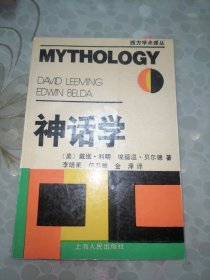 西方学术译丛
MYTHOLOGY
DAVID LEEMING
EDWIN BELDA
神话学
〔美〕戴维·利明 埃德温·贝尔德 著
李培茱 何其敏 金泽 译
上海人民出版社